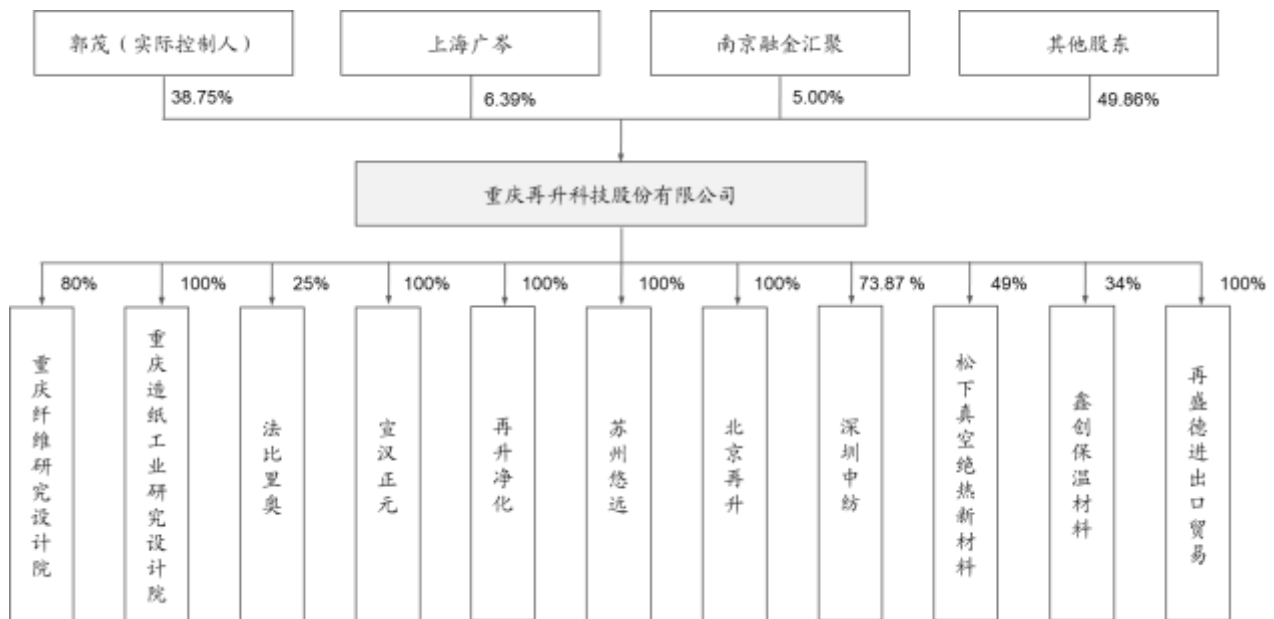 郭茂（实际控制人）
上海广岑
南京融金汇聚
其他股东
38.75%
6.39%
5.00%
49.86%
重庆再升科技股份有限公司
80%
100%
25%
100%
100%
100%
100%
73.87 %
49%
34%
100%
重庆纤维研究设计院
重庆造纸工业研究设计院
法比里奥
宣汉正元
再升净化
苏州悠远
北京再升
深圳中纺
松下真空绝热新材料
鑫创保温材料
再盛德进出口贸易